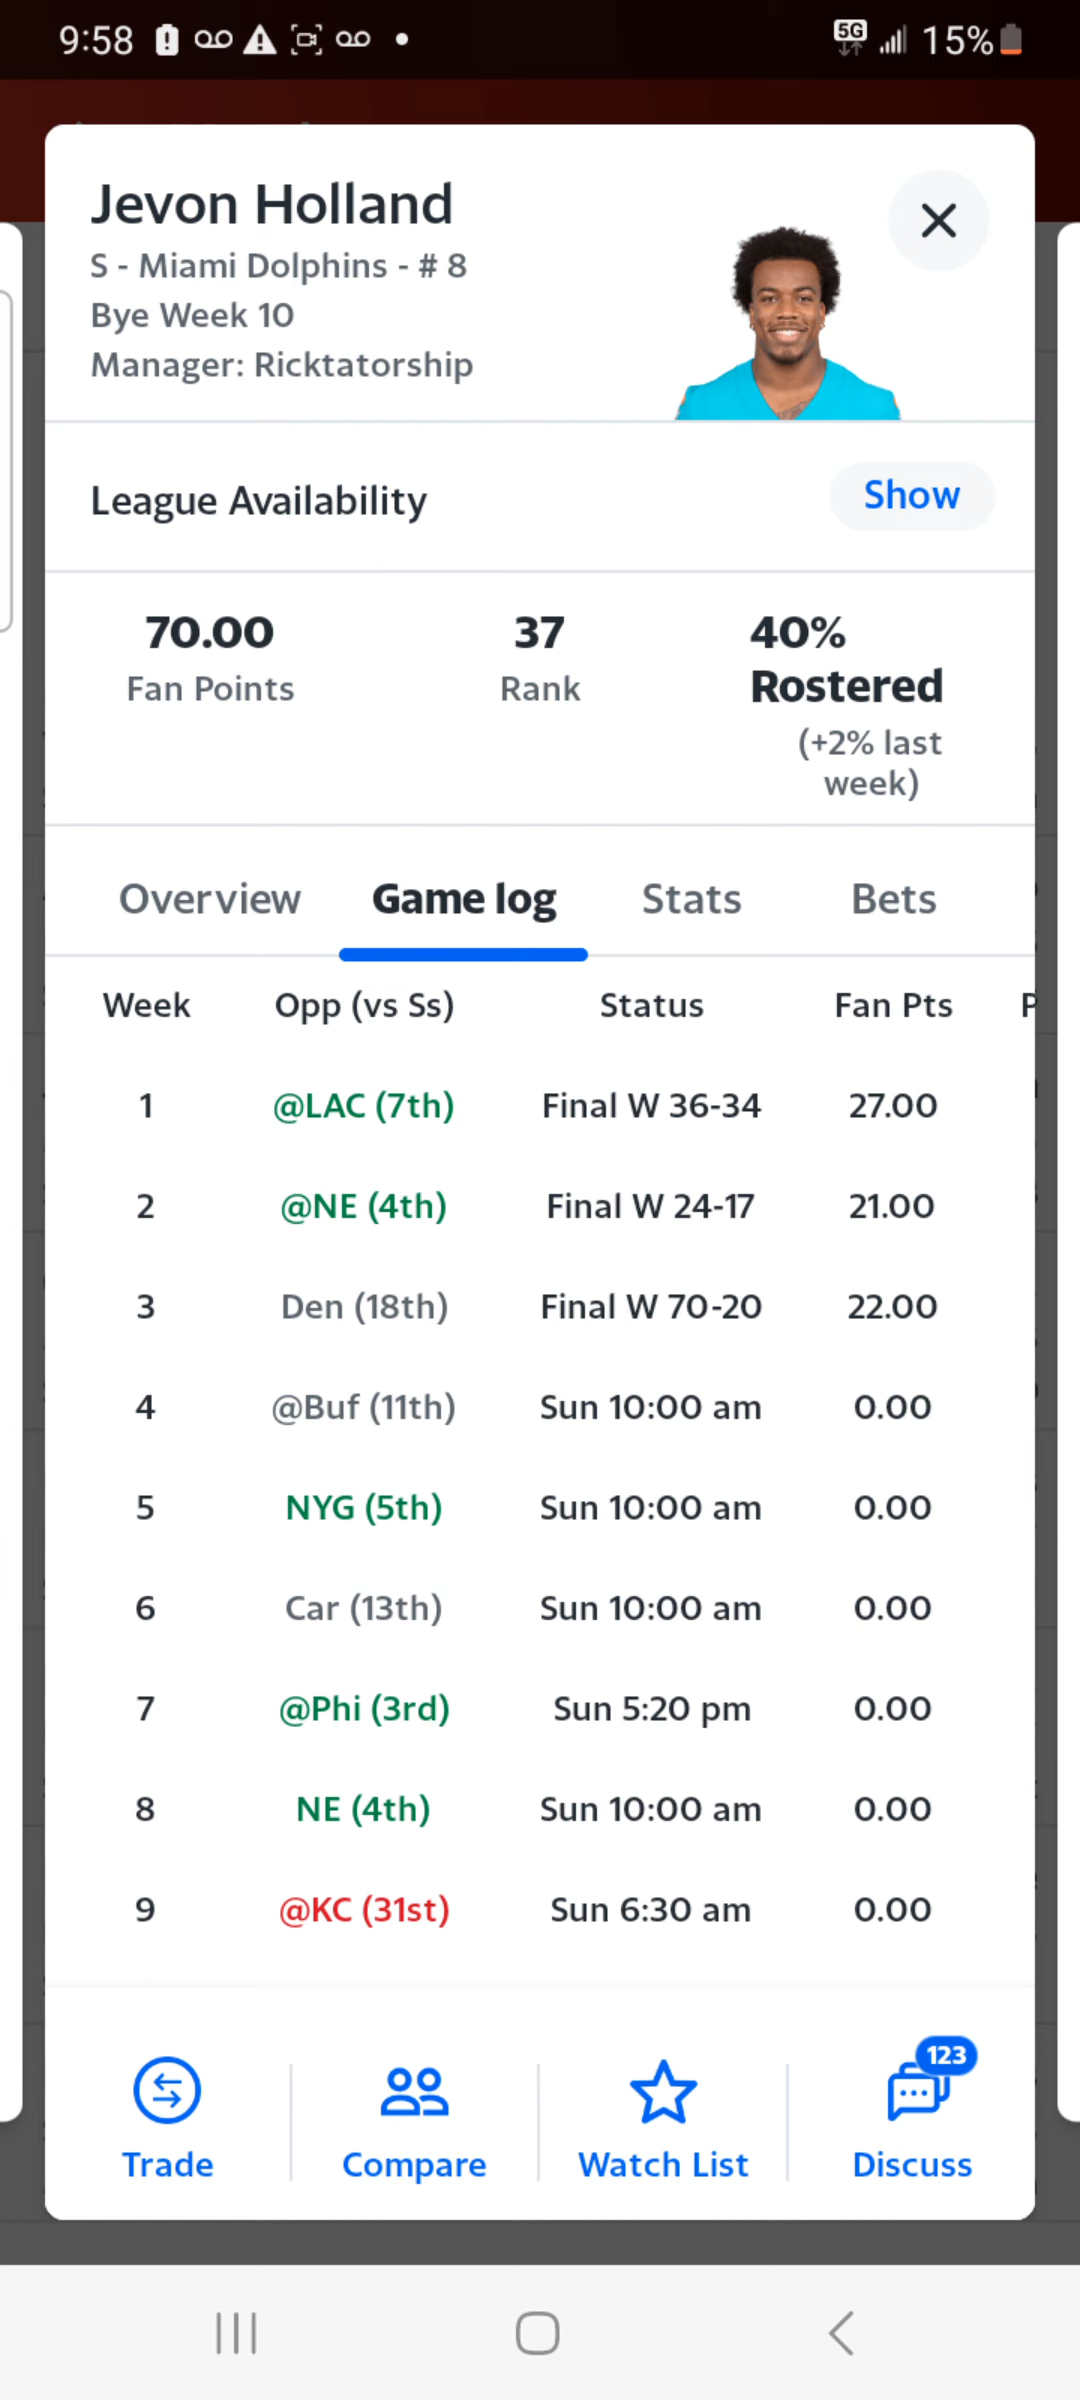 9:58
5G
15%
Jevon Holland
S - Miami Dolphins - # 8
Bye Week 10
Manager: Ricktatorship
League Availability
Show
70.00
Fan Points
37
Rank
40%
Rostered
(+2% last
week)
Overview Game log Stats Bets
Week Opp (vs Ss) Status Fan Pts P
1 @LAC (7th) Final W 36-34 27.00
2 @NE (4th) Final W 24-17 21.00
3 Den (18th) Final W 70-20 22.00
4 @Buf (11th) Sun 10:00 am 0.00
5 NYG (5th) Sun 10:00 am 0.00
6 Car (13th) Sun 10:00 am 0.00
7 @Phi (3rd) Sun 5:20 pm 0.00
8 NE (4th) Sun 10:00 am 0.00
9 @KC (31st) Sun 6:30 am 0.00
123
Trade Compare Watch List Discuss